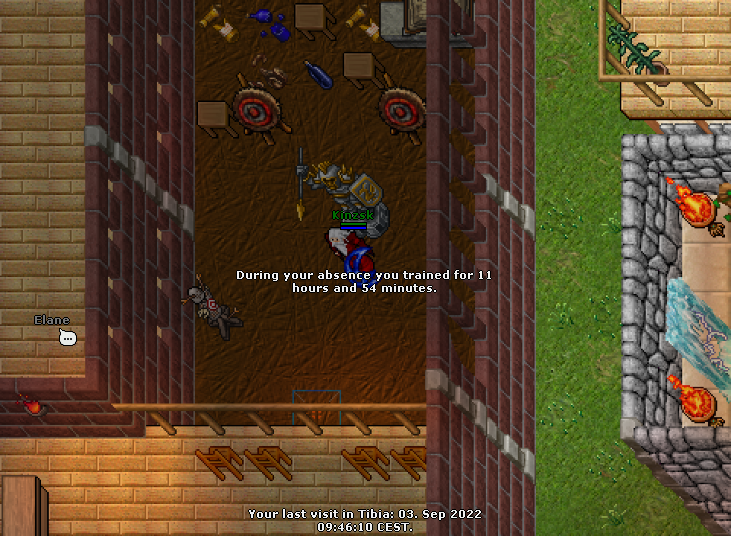 Kinzsk
During your absence you trained for 11
hours and 54 minutes.
Elane
Your last visit in Tibia: 03. Sep 2022
09:46:10 CEST.